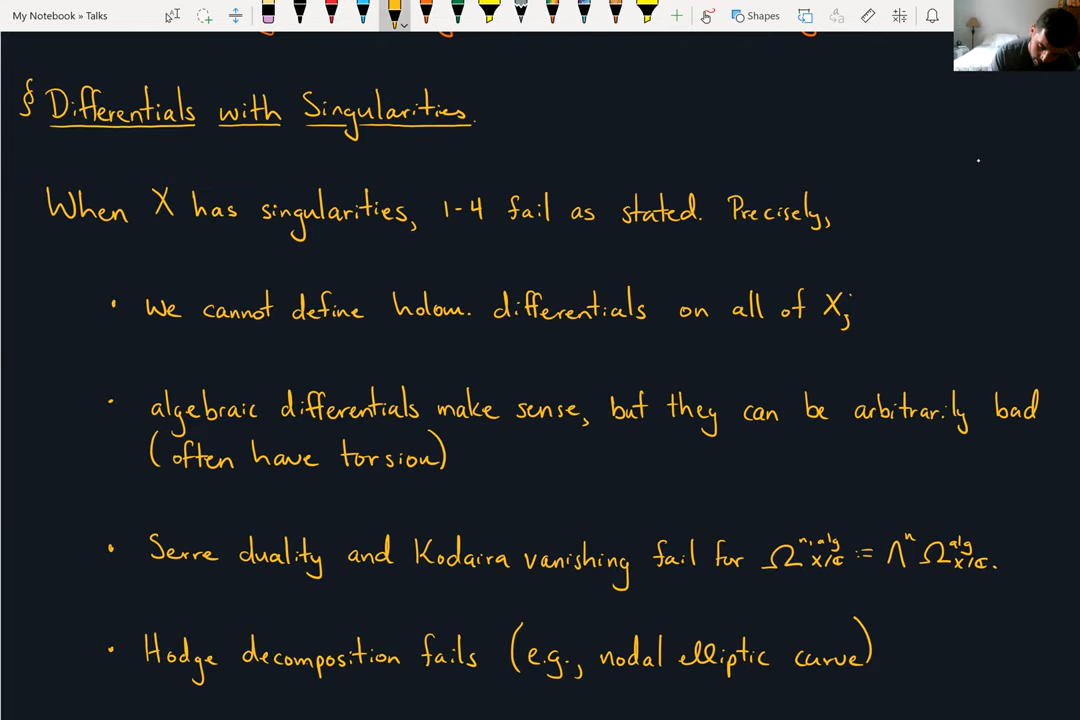 My Notebook » Talks
Shapes
§ Differentials with Singularities.
When X has singularities, 1-4 fail as stated. Precisely,
• We cannot define holom. differentials on all of X;
• algebraic differentials make sense, but they can be arbitrarily bad
(often have torsion)
• Serre duality and Kodaira vanishing fail for Ω^{n,alg}_{X/ℂ} := Λ^n Ω^{alg}_{X/ℂ}.
• Hodge decomposition fails (e.g., nodal elliptic curve)